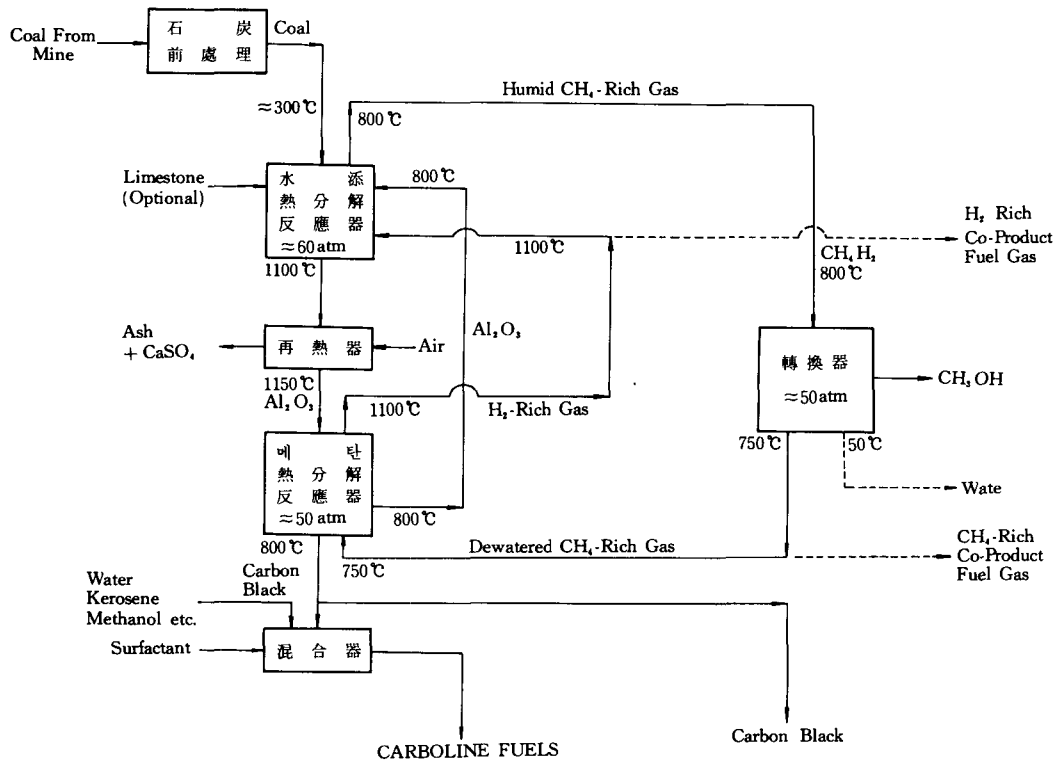 Coal From
Mine
石 炭
前 處 理
Coal
≈300℃
Humid CH₄-Rich Gas
800℃
Limestone
(Optional)
水 添
熱 分 解
反 應 器
≈60 atm
800℃
1100℃
1100℃
H₂ Rich
Co-Product
Fuel Gas
CH₄H₂
800℃
Ash
+ CaSO₄
再 熱 器
Air
Al₂O₃
1150℃
Al₂O₃
1100℃
H₂-Rich Gas
轉換器
≈50atm
CH₃OH
메 탄
熱 分 解
反 應 器
≈50 atm
800℃
750℃
50℃
Wate
800℃
750℃
Dewatered CH₄-Rich Gas
CH₄-Rich
Co-Product
Fuel Gas
Carbon
Black
Water
Kerosene
Methanol etc.
Surfactant
混 合 器
CARBOLINE FUELS
Carbon Black